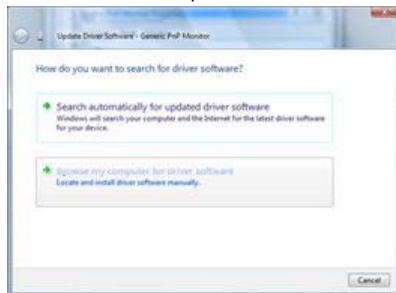 Update Driver Software - Generic PnP Monitor
How do you want to search for driver software?
Search automatically for updated driver software
Windows will search your computer and the Internet for the latest driver software
for your device.
Browse my computer for driver software
Locate and install driver software manually.
Cancel